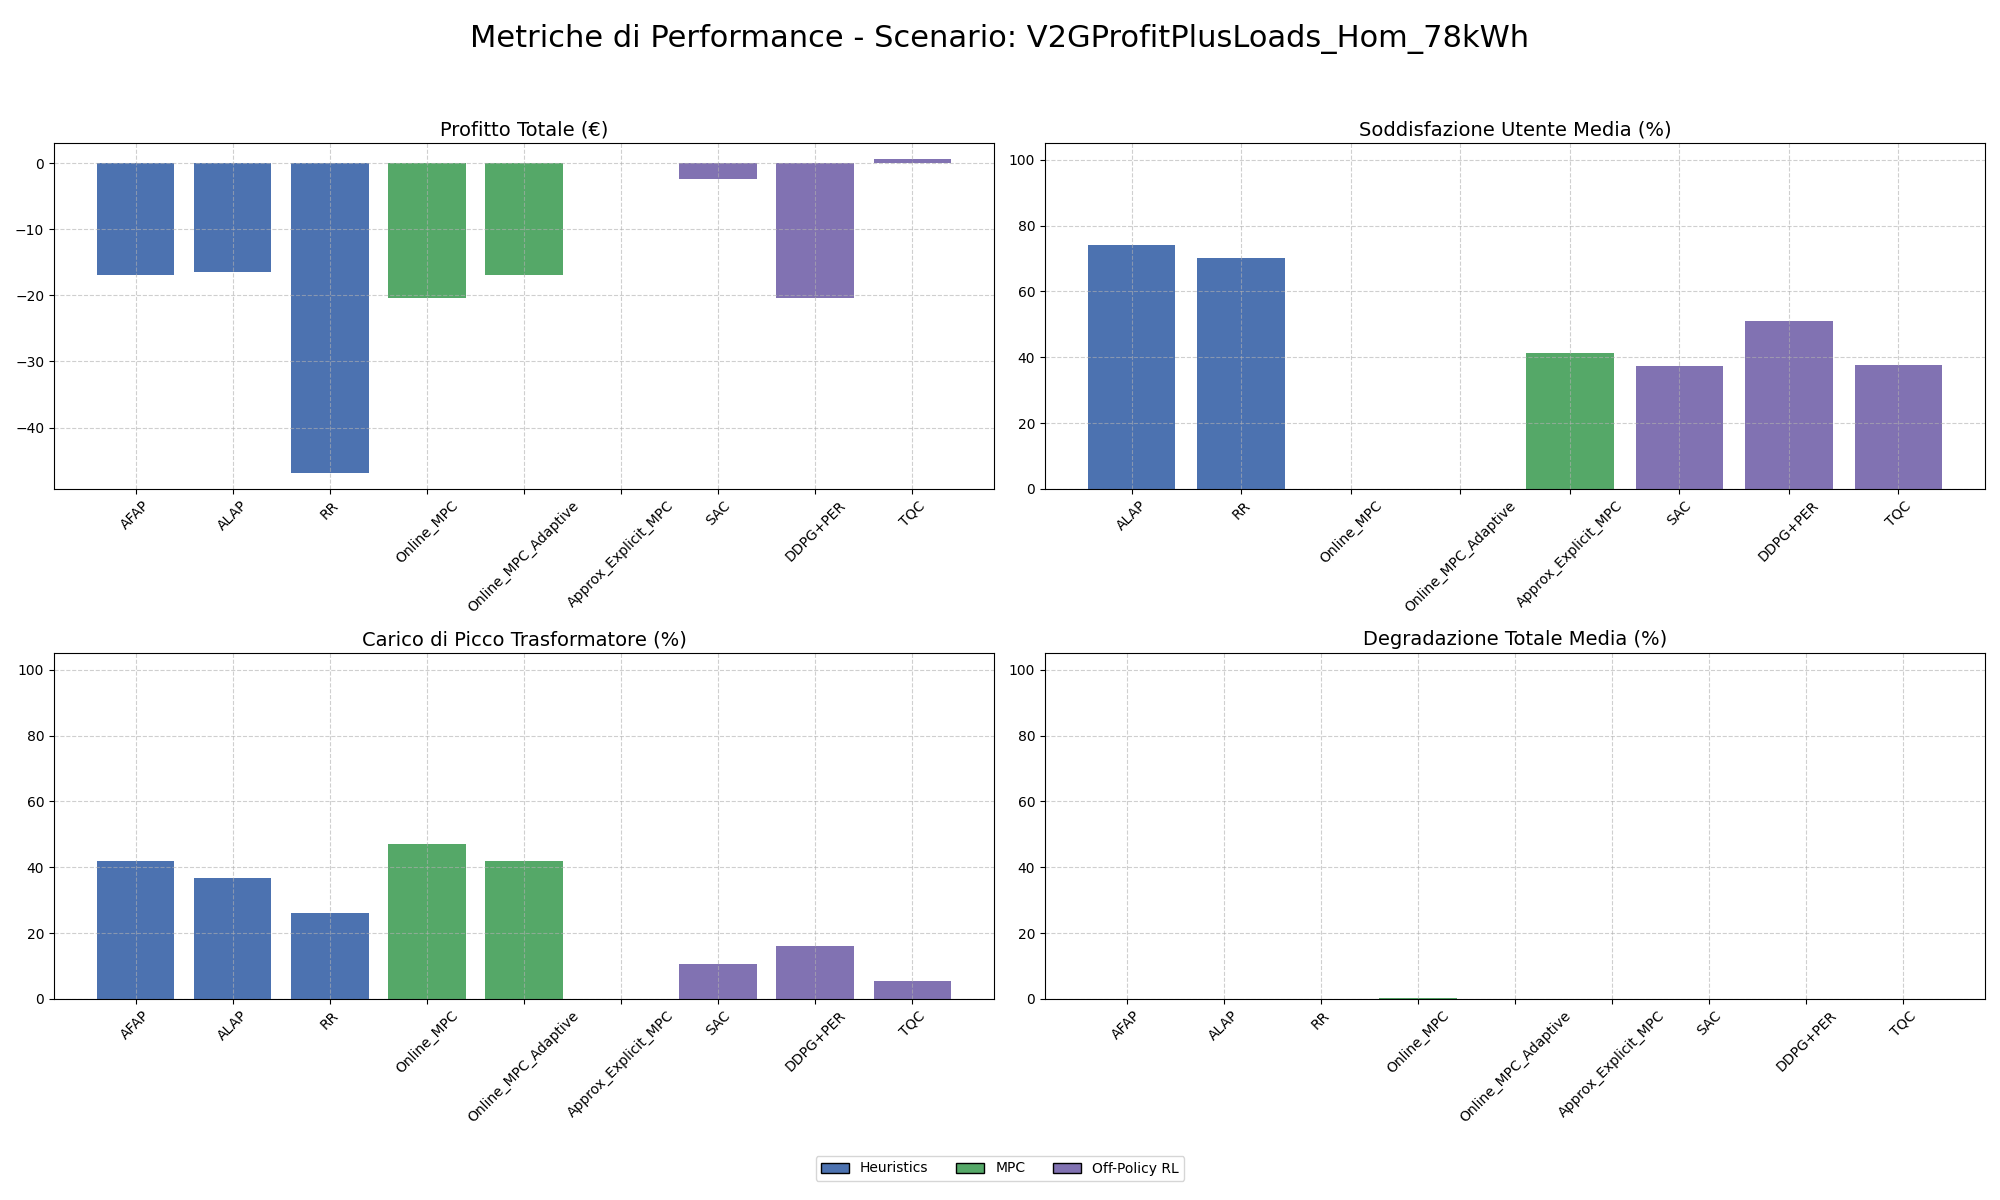 Metriche di Performance - Scenario: V2GProfitPlusLoads_Hom_78kWh
Profitto Totale (€)
0
−10
−20
−30
−40
AFAP
ALAP
RR
Online_MPC
Online_MPC_Adaptive
Approx_Explicit_MPC
SAC
DDPG+PER
TQC
Soddisfazione Utente Media (%)
100
80
60
40
20
0
ALAP
RR
Online_MPC
Online_MPC_Adaptive
Approx_Explicit_MPC
SAC
DDPG+PER
TQC
Carico di Picco Trasformatore (%)
100
80
60
40
20
0
AFAP
ALAP
RR
Online_MPC
Online_MPC_Adaptive
Approx_Explicit_MPC
SAC
DDPG+PER
TQC
Degradazione Totale Media (%)
100
80
60
40
20
0
AFAP
ALAP
RR
Online_MPC
Online_MPC_Adaptive
Approx_Explicit_MPC
SAC
DDPG+PER
TQC
Heuristics
MPC
Off-Policy RL